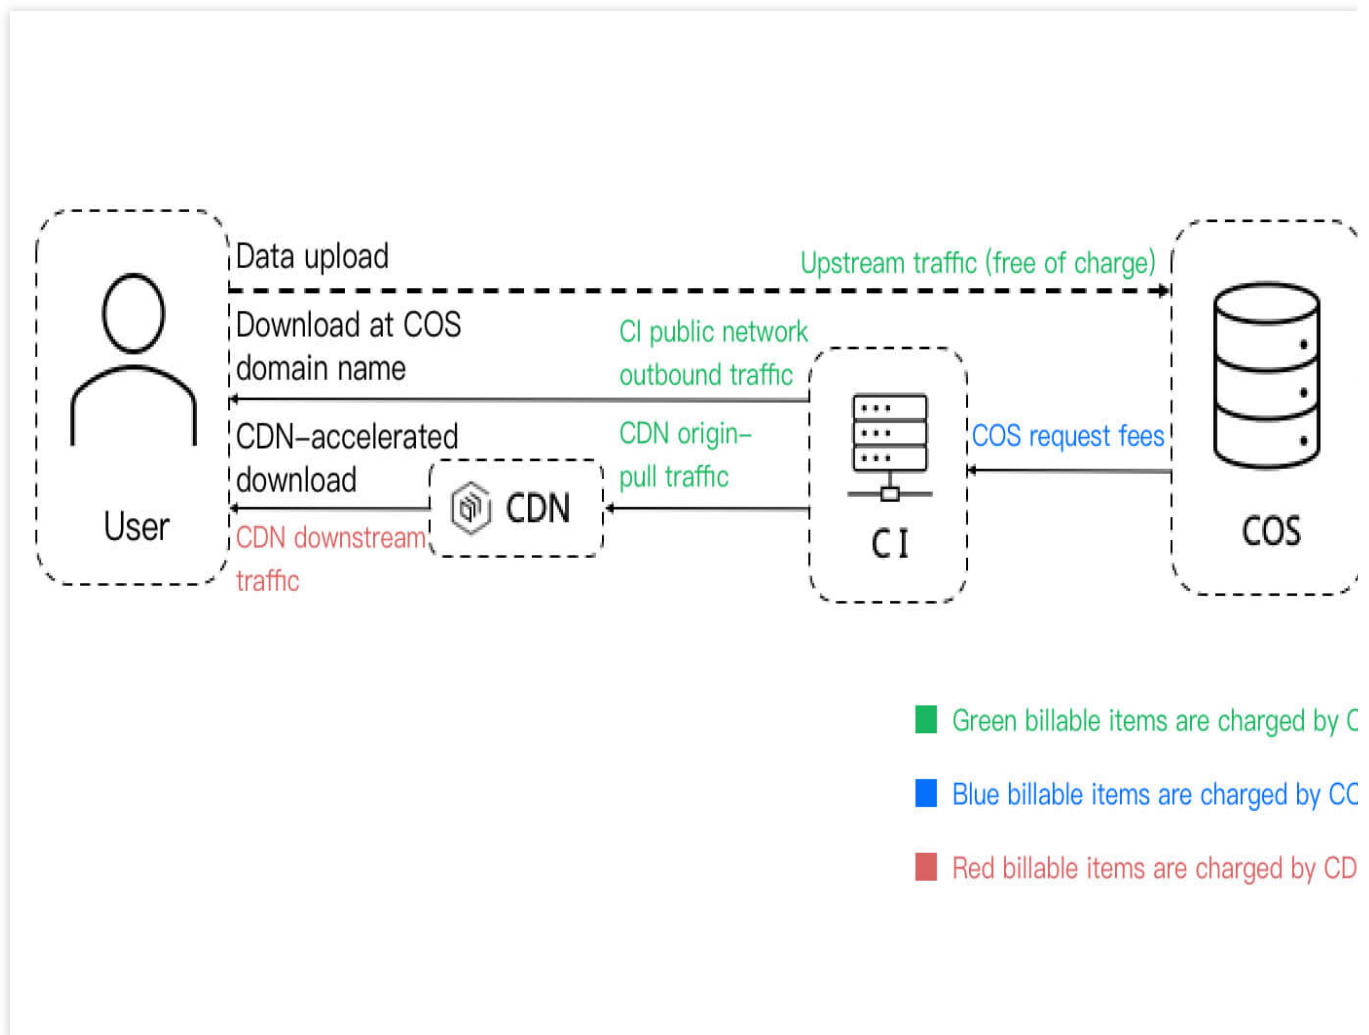 Data upload
Upstream traffic (free of charge)
Download at COS
domain name
CI public network
outbound traffic
CDN-accelerated
download
CDN origin-
pull traffic
COS request fees
CDN
CDN downstream
traffic
User
CI
COS
Green billable items are charged by
Blue billable items are charged by
Red billable items are charged by